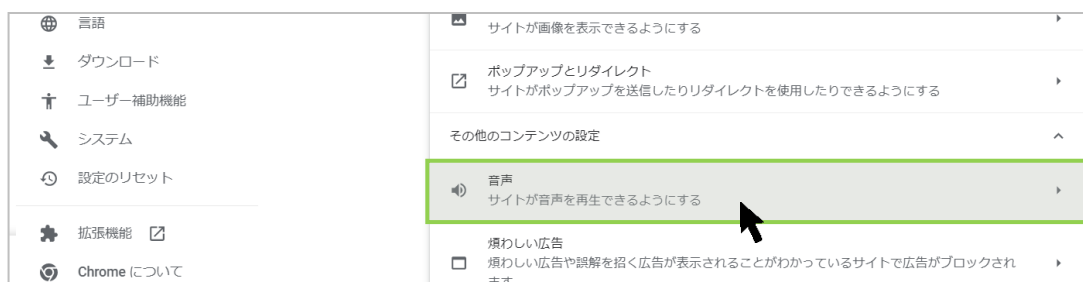 言語
ダウンロード
ユーザー補助機能
システム
設定のリセット
拡張機能
Chrome について
サイトが画像を表示できるようにする
ポップアップとリダイレクト
サイトがポップアップを送信したりリダイレクトを使用したりできるようにする
その他のコンテンツの設定
音声
サイトが音声を再生できるようにする
煩わしい広告
煩わしい広告や誤解を招く広告が表示されることがわかっているサイトで広告がブロックされ
ます